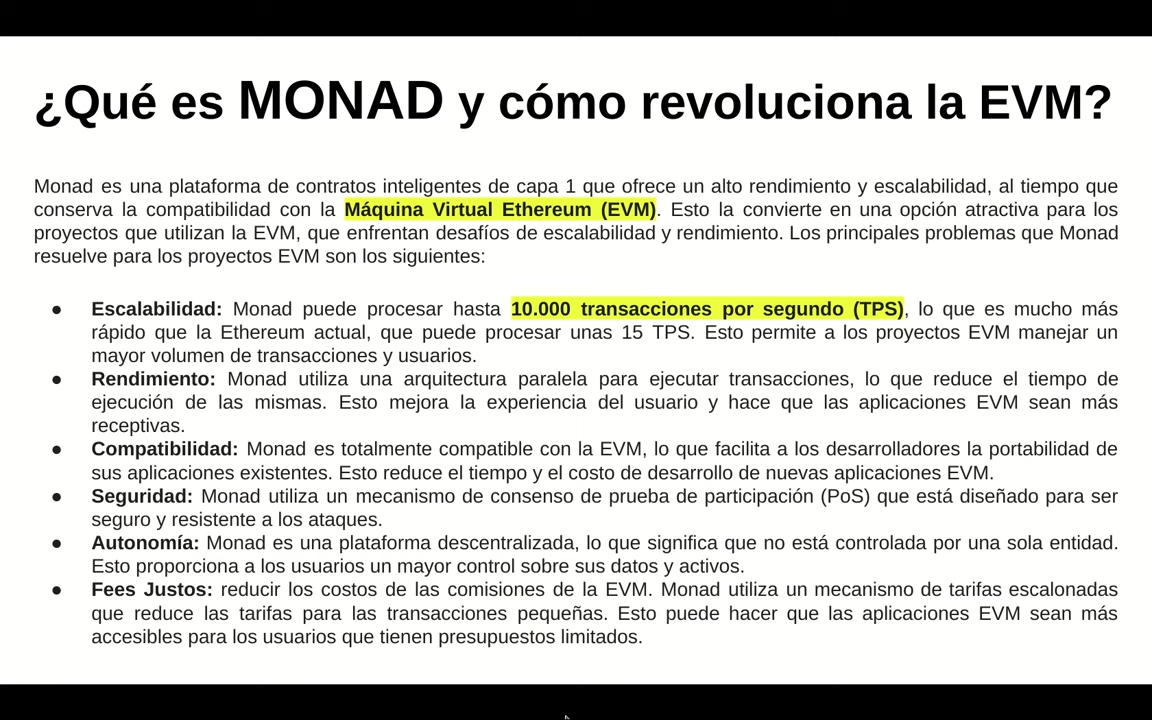 ¿Qué es MONAD y cómo revoluciona la EVM?
Monad es una plataforma de contratos inteligentes de capa 1 que ofrece un alto rendimiento y escalabilidad, al tiempo que
conserva la compatibilidad con la Máquina Virtual Ethereum (EVM). Esto la convierte en una opción atractiva para los
proyectos que utilizan la EVM, que enfrentan desafíos de escalabilidad y rendimiento. Los principales problemas que Monad
resuelve para los proyectos EVM son los siguientes:
● Escalabilidad: Monad puede procesar hasta 10.000 transacciones por segundo (TPS), lo que es mucho más
rápido que la Ethereum actual, que puede procesar unas 15 TPS. Esto permite a los proyectos EVM manejar un
mayor volumen de transacciones y usuarios.
● Rendimiento: Monad utiliza una arquitectura paralela para ejecutar transacciones, lo que reduce el tiempo de
ejecución de las mismas. Esto mejora la experiencia del usuario y hace que las aplicaciones EVM sean más
receptivas.
● Compatibilidad: Monad es totalmente compatible con la EVM, lo que facilita a los desarrolladores la portabilidad de
sus aplicaciones existentes. Esto reduce el tiempo y el costo de desarrollo de nuevas aplicaciones EVM.
● Seguridad: Monad utiliza un mecanismo de consenso de prueba de participación (PoS) que está diseñado para ser
seguro y resistente a los ataques.
● Autonomía: Monad es una plataforma descentralizada, lo que significa que no está controlada por una sola entidad.
Esto proporciona a los usuarios un mayor control sobre sus datos y activos.
● Fees Justos: reducir los costos de las comisiones de la EVM. Monad utiliza un mecanismo de tarifas escalonadas
que reduce las tarifas para las transacciones pequeñas. Esto puede hacer que las aplicaciones EVM sean más
accesibles para los usuarios que tienen presupuestos limitados.